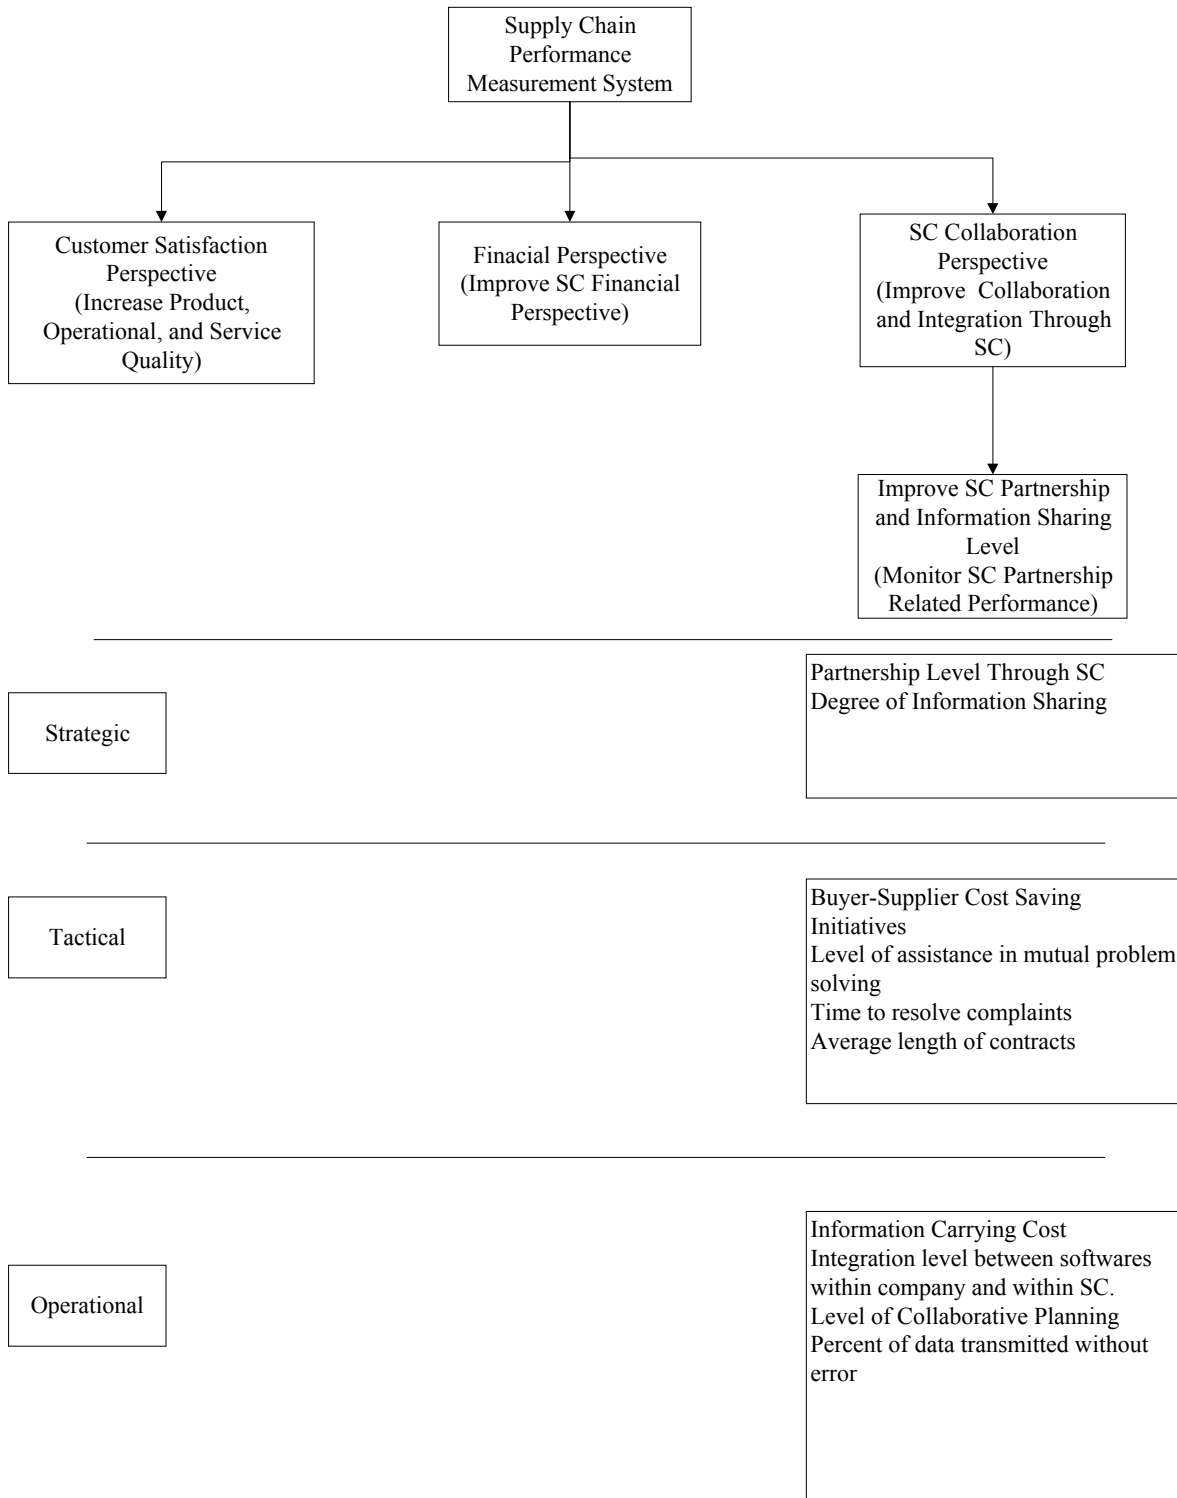 Supply Chain
Performance
Measurement System
Customer Satisfaction
Perspective
(Increase Product,
Operational, and Service
Quality)
Finacial Perspective
(Improve SC Financial
Perspective)
SC Collaboration
Perspective
(Improve  Collaboration
and Integration Through
SC)
Improve SC Partnership
and Information Sharing
Level
(Monitor SC Partnership
Related Performance)
Strategic
Partnership Level Through SC
Degree of Information Sharing
Tactical
Buyer-Supplier Cost Saving
Initiatives
Level of assistance in mutual problem
solving
Time to resolve complaints
Average length of contracts
Operational
Information Carrying Cost
Integration level between softwares
within company and within SC.
Level of Collaborative Planning
Percent of data transmitted without
error